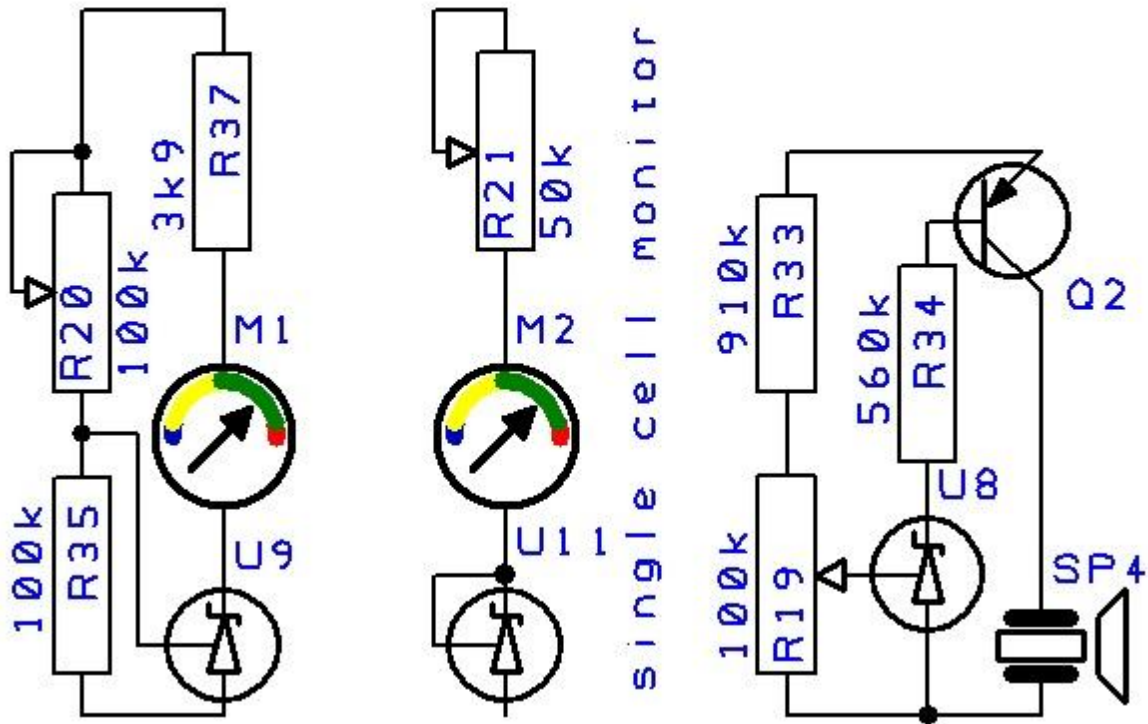 R37
3k9
R20
100k
M1
R35
100k
U9
R21
50k
M2
U11
single cell monitor
R33
910k
R34
560k
Q2
U8
R19
100k
SP4